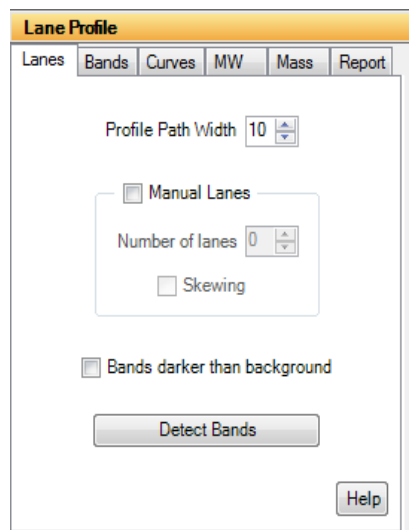 Lane Profile
Lanes Bands Curves MW Mass Report
Profile Path Width 10
Manual Lanes
Number of lanes 0
Skewing
Bands darker than background
Detect Bands
Help